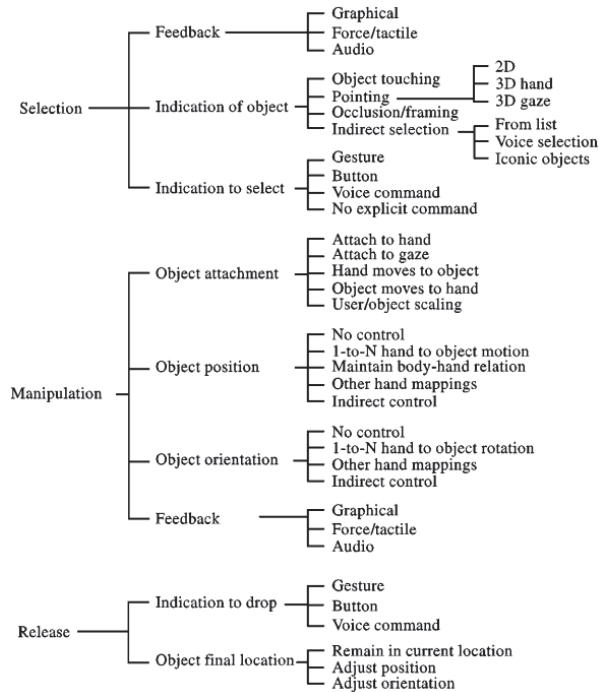 Selection
Feedback
Graphical
Force/tactile
Audio
Indication of object
Object touching
Pointing
2D
3D hand
3D gaze
Occlusion/framing
Indirect selection
From list
Voice selection
Iconic objects
Indication to select
Gesture
Button
Voice command
No explicit command
Manipulation
Object attachment
Attach to hand
Attach to gaze
Hand moves to object
Object moves to hand
User/object scaling
Object position
No control
1-to-N hand to object motion
Maintain body-hand relation
Other hand mappings
Indirect control
Object orientation
No control
1-to-N hand to object rotation
Other hand mappings
Indirect control
Feedback
Graphical
Force/tactile
Audio
Release
Indication to drop
Gesture
Button
Voice command
Object final location
Remain in current location
Adjust position
Adjust orientation